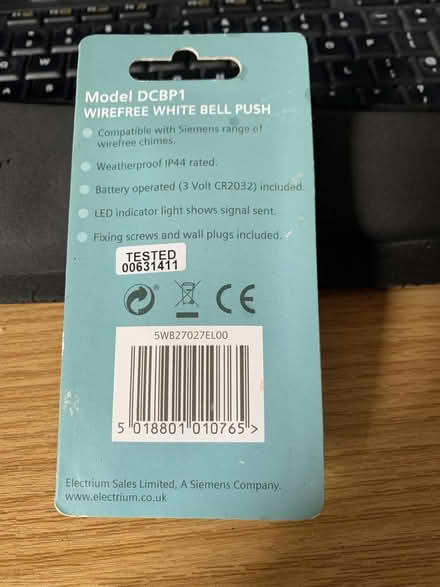 Model DCBP1
WIREFREE WHITE BELL PUSH
Compatible with Siemens range of
wirefree chimes.
Weatherproof IP44 rated.
Battery operated (3 Volt CR2032) included.
LED indicator light shows signal sent.
Fixing screws and wall plugs included.
TESTED
00631411
CE
5WB27027EL00
5 018801 010765 >
Electrium Sales Limited, A Siemens Company.
www.electrium.co.uk